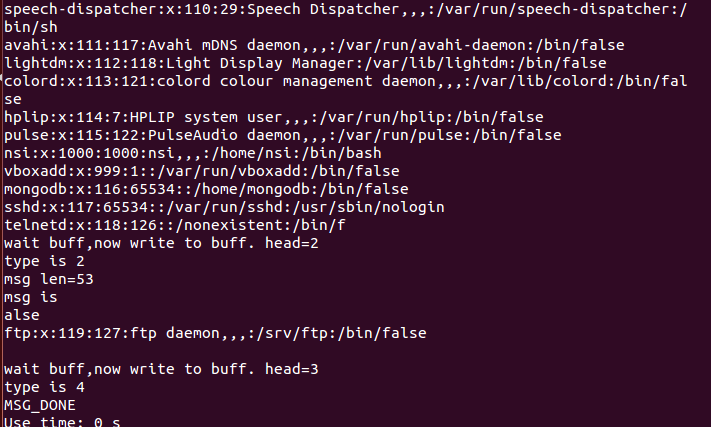 speech-dispatcher:x:110:29:Speech Dispatcher,,,:/var/run/speech-dispatcher:/
bin/sh
avahi:x:111:117:Avahi mDNS daemon,,,:/var/run/avahi-daemon:/bin/false
lightdm:x:112:118:Light Display Manager:/var/lib/lightdm:/bin/false
colord:x:113:121:colord colour management daemon,,,:/var/lib/colord:/bin/fal
se
hplip:x:114:7:HPLIP system user,,,:/var/run/hplip:/bin/false
pulse:x:115:122:PulseAudio daemon,,,:/var/run/pulse:/bin/false
nsi:x:1000:1000:nsi,,,:/home/nsi:/bin/bash
vboxadd:x:999:1::/var/run/vboxadd:/bin/false
mongodb:x:116:65534::/home/mongodb:/bin/false
sshd:x:117:65534::/var/run/sshd:/usr/sbin/nologin
telnetd:x:118:126::/nonexistent:/bin/f
wait buff,now write to buff. head=2
type is 2
msg len=53
msg is
alse
ftp:x:119:127:ftp daemon,,,:/srv/ftp:/bin/false
wait buff,now write to buff. head=3
type is 4
MSG_DONE
Use time: 0 s